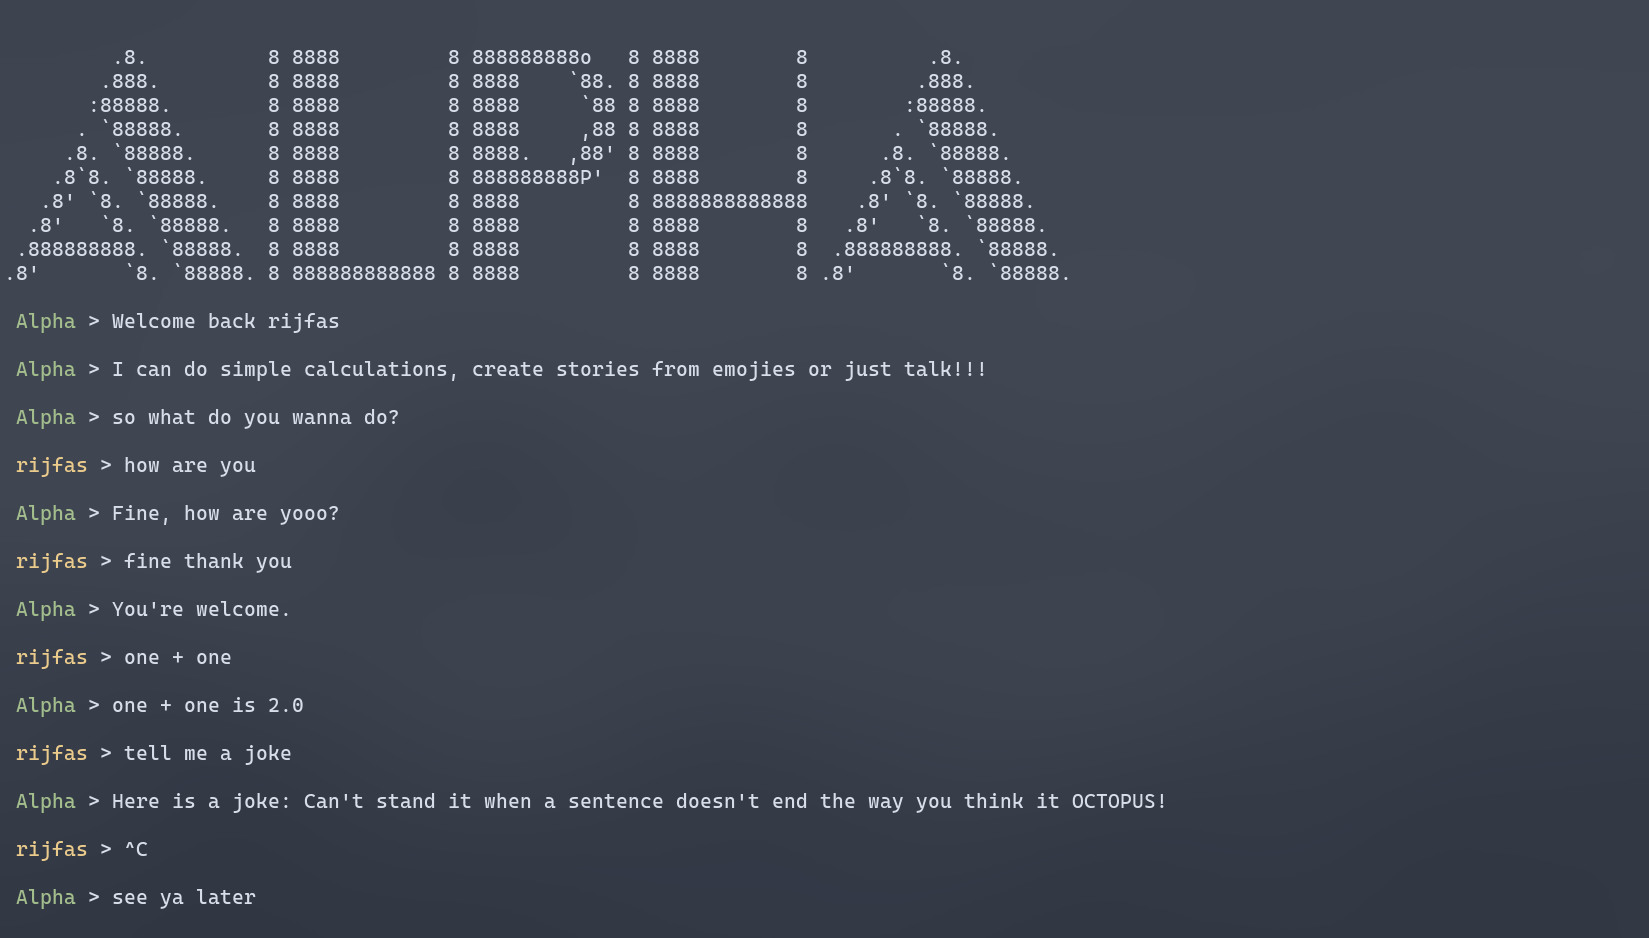 .8.          8 8888         8 888888888o   8 8888        8          .8.
        .888.         8 8888         8 8888    `88. 8 8888        8         .888.
       :88888.        8 8888         8 8888     `88 8 8888        8        :88888.
      . `88888.       8 8888         8 8888     ,88 8 8888        8       . `88888.
     .8. `88888.      8 8888         8 8888.   ,88' 8 8888        8      .8. `88888.
    .8`8. `88888.     8 8888         8 888888888P'  8 8888        8     .8`8. `88888.
   .8' `8. `88888.    8 8888         8 8888         8 8888888888888    .8' `8. `88888.
  .8'   `8. `88888.   8 8888         8 8888         8 8888        8   .8'   `8. `88888.
 .888888888. `88888.  8 8888         8 8888         8 8888        8  .888888888. `88888.
.8'       `8. `88888. 8 888888888888 8 8888         8 8888        8 .8'       `8. `88888.
Alpha > Welcome back rijfas
Alpha > I can do simple calculations, create stories from emojies or just talk!!!
Alpha > so what do you wanna do?
rijfas > how are you
Alpha > Fine, how are yooo?
rijfas > fine thank you
Alpha > You're welcome.
rijfas > one + one
Alpha > one + one is 2.0
rijfas > tell me a joke
Alpha > Here is a joke: Can't stand it when a sentence doesn't end the way you think it OCTOPUS!
rijfas > ^C
Alpha > see ya later